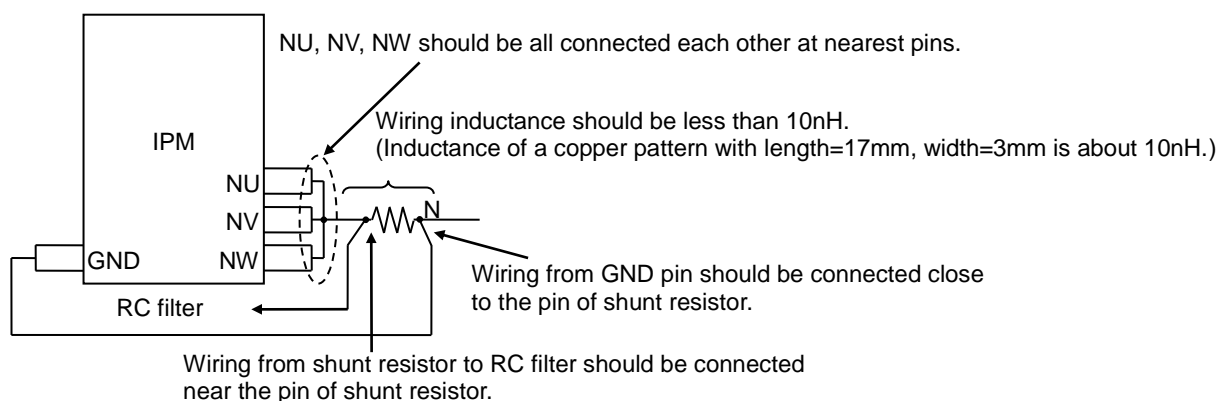 NU, NV, NW should be all connected each other at nearest pins.
Wiring inductance should be less than 10nH.
(Inductance of a copper pattern with length=17mm, width=3mm is about 10nH.)
IPM
NU
N
NV
GND
NW
Wiring from GND pin should be connected close
to the pin of shunt resistor.
RC filter
Wiring from shunt resistor to RC filter should be connected
near the pin of shunt resistor.